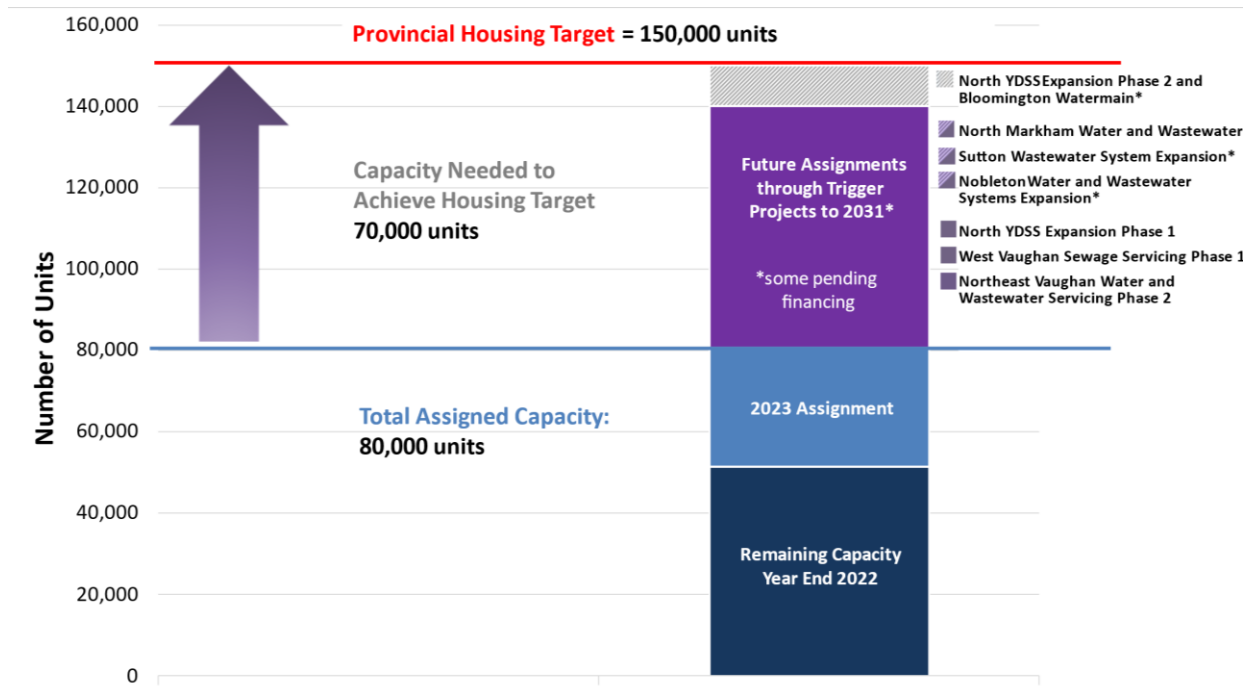 160,000
140,000
120,000
100,000
80,000
60,000
40,000
20,000
0
Number of Units
Provincial Housing Target = 150,000 units
Capacity Needed to
Achieve Housing Target
70,000 units
Total Assigned Capacity:
80,000 units
Future Assignments
through Trigger
Projects to 2031*
*some pending
financing
2023 Assignment
Remaining Capacity
Year End 2022
North YDSSExpansion Phase 2 and
Bloomington Watermain*
North Markham Water and Wastewater
Sutton Wastewater System Expansion*
Nobleton Water and Wastewater
Systems Expansion*
North YDSS Expansion Phase 1
West Vaughan Sewage Servicing Phase 1
Northeast Vaughan Water and
Wastewater Servicing Phase 2